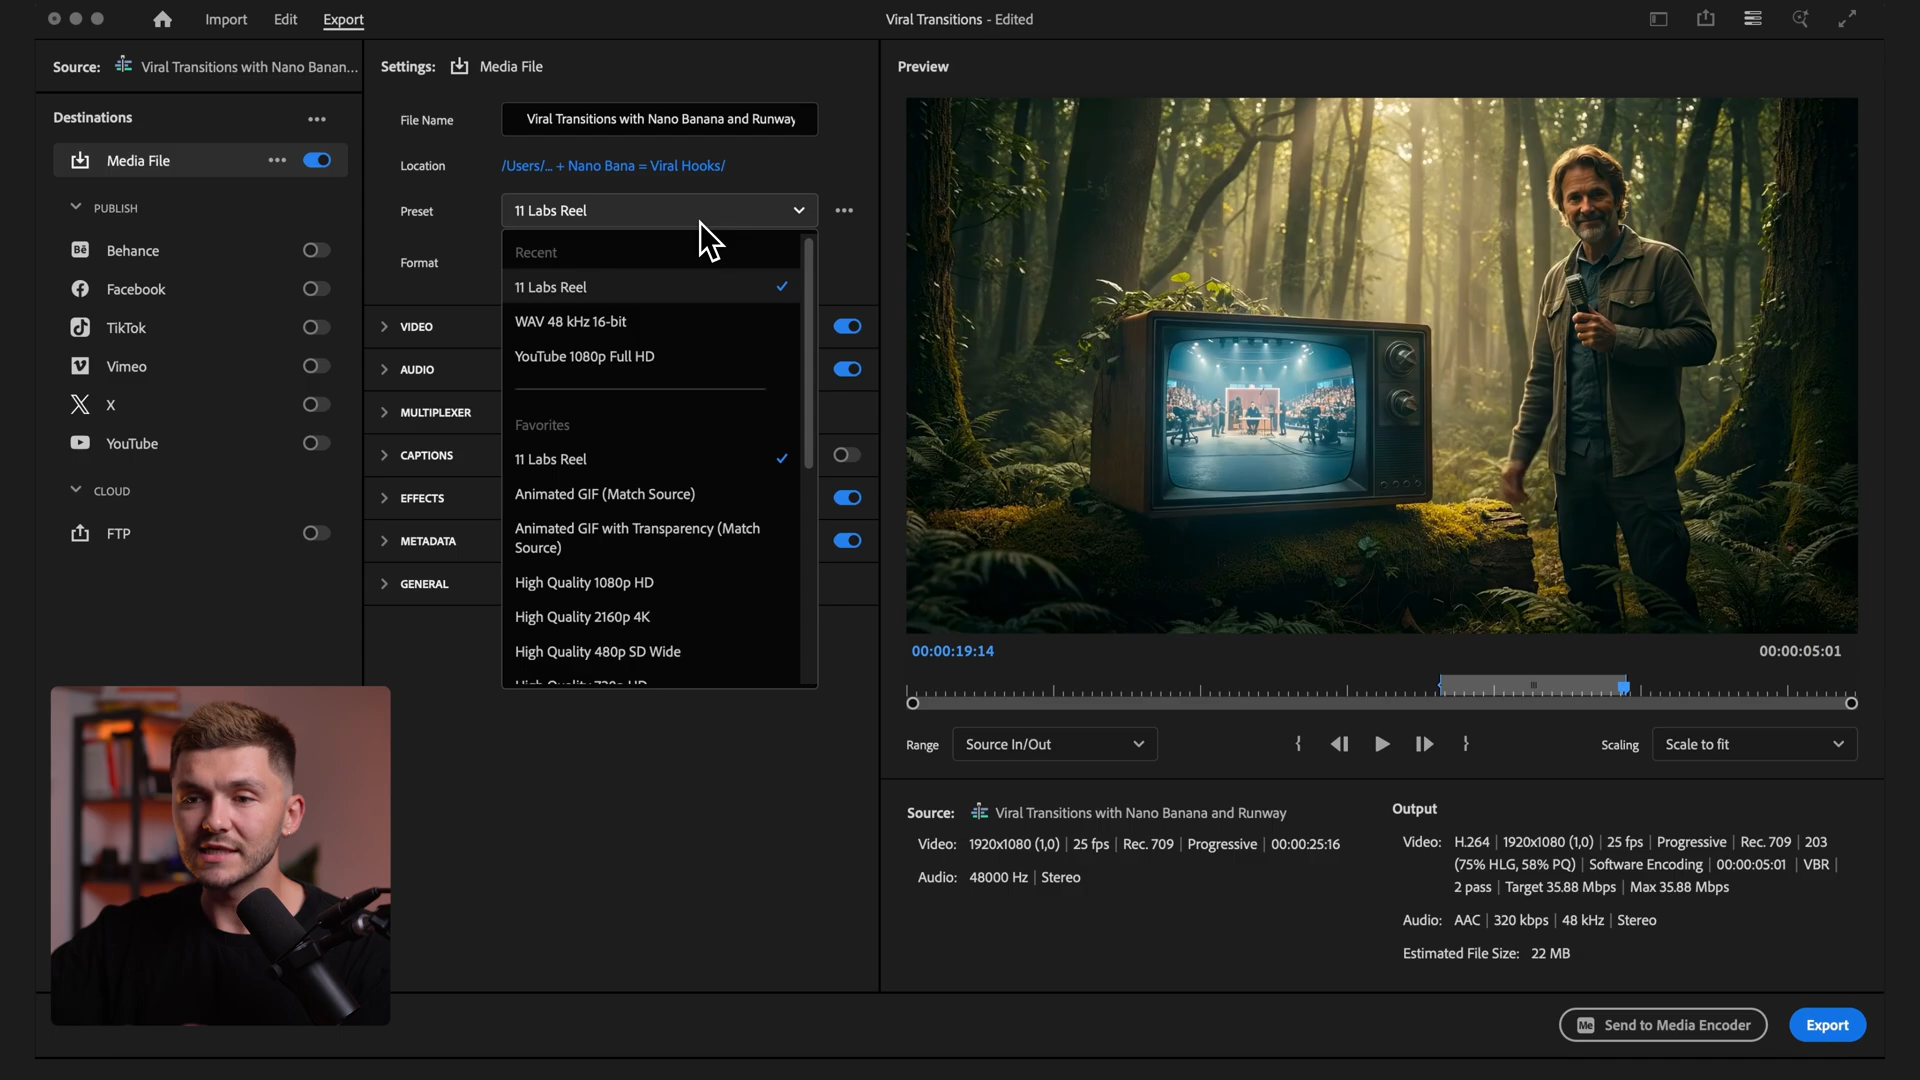 Import Edit Export
Viral Transitions - Edited
Source: Viral Transitions with Nano Banan...
Destinations
Media File
PUBLISH
Behance
Facebook
TikTok
Vimeo
X
YouTube
CLOUD
FTP
Settings: Media File
File Name Viral Transitions with Nano Banana and Runway
Location /Users/... + Nano Bana = Viral Hooks/
Preset 11 Labs Reel
Format
Recent
11 Labs Reel
WAV 48 kHz 16-bit
YouTube 1080p Full HD
Favorites
11 Labs Reel
Animated GIF (Match Source)
Animated GIF with Transparency (Match
Source)
High Quality 1080p HD
High Quality 2160p 4K
High Quality 480p SD Wide
High Quality 720p HD
VIDEO
AUDIO
MULTIPLEXER
CAPTIONS
EFFECTS
METADATA
GENERAL
Preview
00:00:19:14 00:00:05:01
Range Source In/Out
Scaling Scale to fit
Source: Viral Transitions with Nano Banana and Runway
Video: 1920x1080 (1,0) | 25 fps | Rec. 709 | Progressive | 00:00:25:16
Audio: 48000 Hz | Stereo
Output
Video: H.264 | 1920x1080 (1,0) | 25 fps | Progressive | Rec. 709 | 203
(75% HLG, 58% PQ) | Software Encoding | 00:00:05:01 | VBR |
2 pass | Target 35.88 Mbps | Max 35.88 Mbps
Audio: AAC | 320 kbps | 48 kHz | Stereo
Estimated File Size: 22 MB
Me Send to Media Encoder
Export